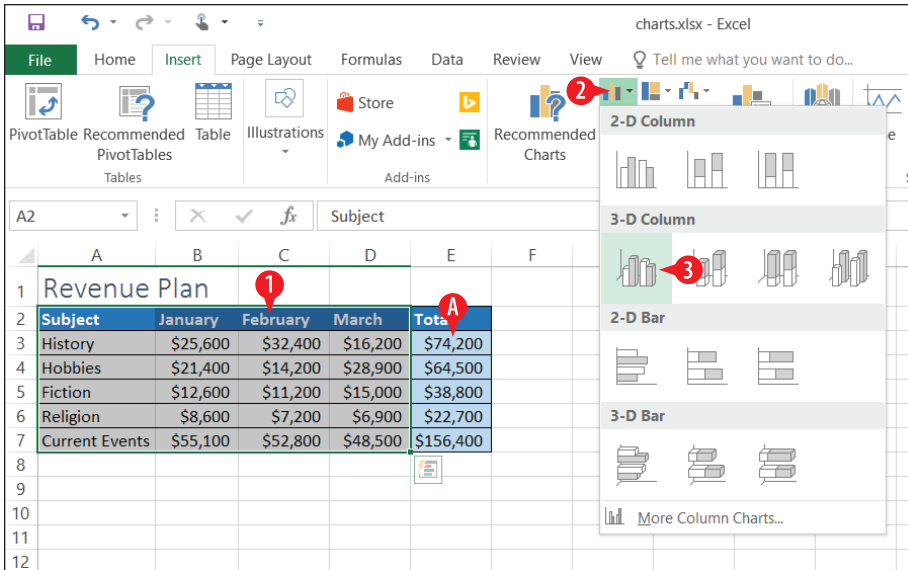 charts.xlsx - Excel
File Home Insert Page Layout Formulas Data Review View Tell me what you want to do...
2
PivotTable Recommended PivotTables Table
Illustrations
Store
My Add-ins
Recommended Charts
Tables Add-ins
2-D Column
A2 fx Subject
3-D Column
3
A B C D E F
1 Revenue Plan
1 A
2 Subject January February March Tota
3 History $25,600 $32,400 $16,200 $74,200
4 Hobbies $21,400 $14,200 $28,900 $64,500
5 Fiction $12,600 $11,200 $15,000 $38,800
6 Religion $8,600 $7,200 $6,900 $22,700
7 Current Events $55,100 $52,800 $48,500 $156,400
8
9
10
11
12
2-D Bar
3-D Bar
More Column Charts...